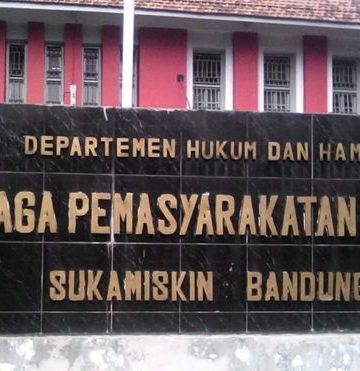 DEPARTEMEN HUKUM DAN HAM
AGA PEMASYARAKATAN
SUKAMISKIN BANDUNG